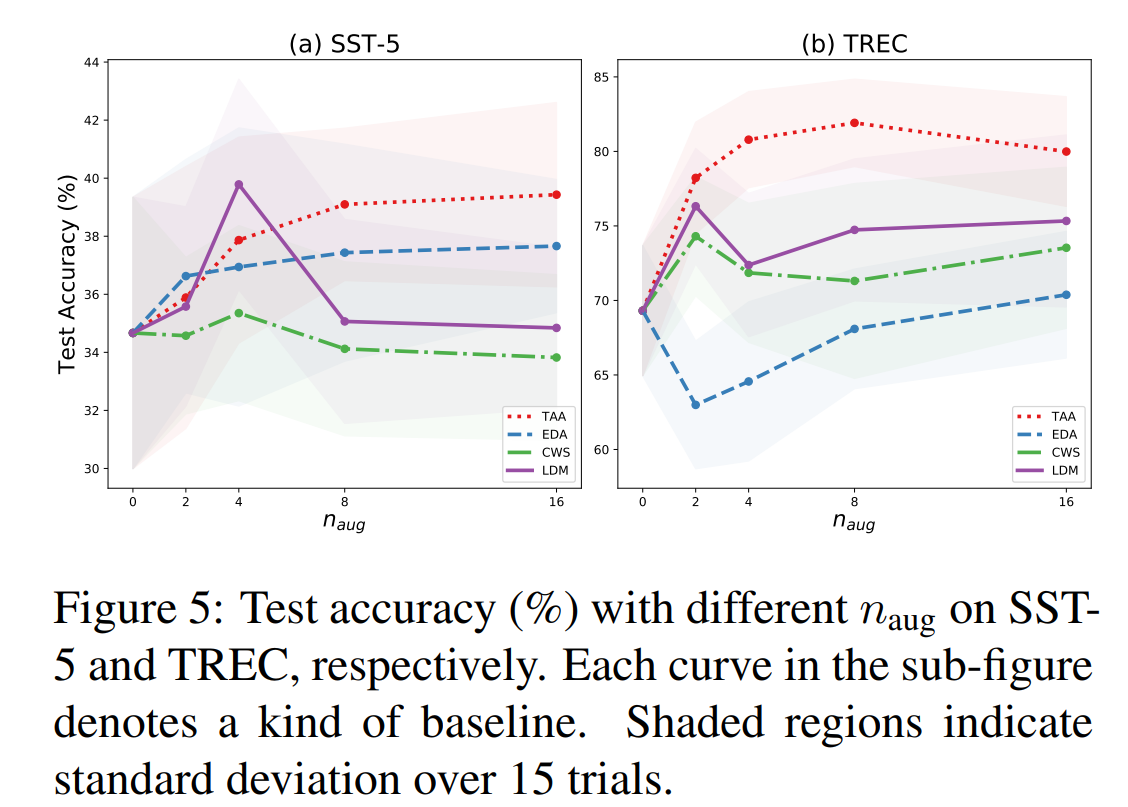 (a) SST-5
(b) TREC
Test Accuracy (%)
44
42
40
38
36
34
32
30
0
2
4
8
16
n_aug
TAA
EDA
CWS
LDM
85
80
75
70
65
60
0
2
4
8
16
n_aug
TAA
EDA
CWS
LDM
Figure 5: Test accuracy (%) with different n_aug on SST-
5 and TREC, respectively. Each curve in the sub-figure
denotes a kind of baseline. Shaded regions indicate
standard deviation over 15 trials.